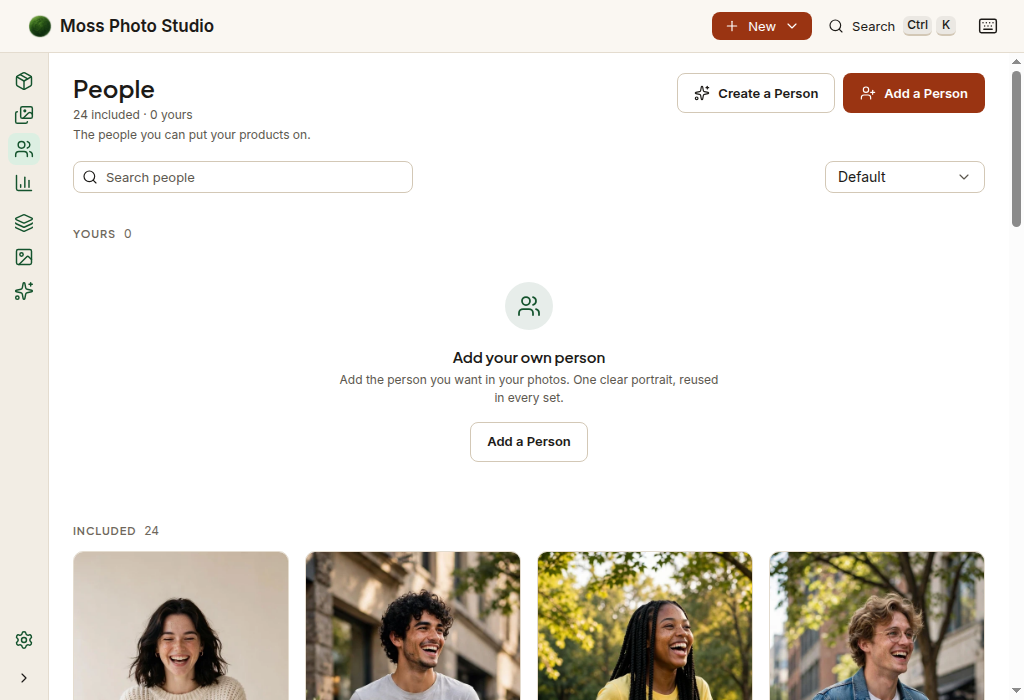 Moss Photo Studio
New
Search Ctrl K
People
24 included · 0 yours
The people you can put your products on.
Create a Person
Add a Person
Search people
Default
YOURS 0
Add your own person
Add the person you want in your photos. One clear portrait, reused
in every set.
Add a Person
INCLUDED 24